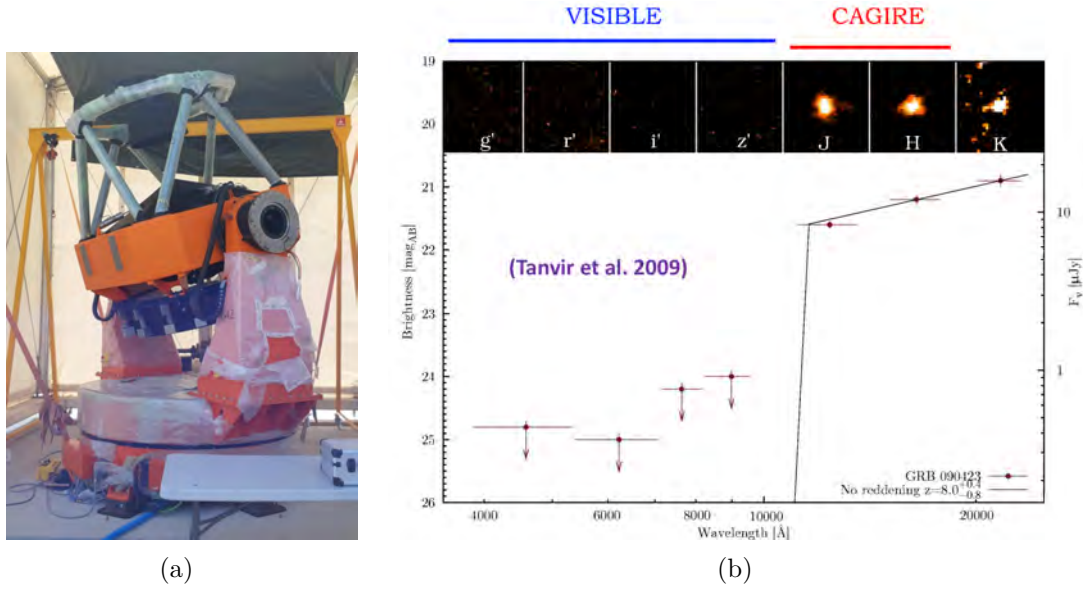 VISIBLE
CAGIRE
g'
r'
i'
z'
J
H
K
19
20
21
22
23
24
25
26
Brightness [mag_AB]
(Tanvir et al. 2009)
10
1
F_ν [μJy]
GRB 090423
No reddening z=8.0^{+0.4}_{-0.8}
4000
6000
8000
10000
20000
Wavelength [Å]
(a)
(b)